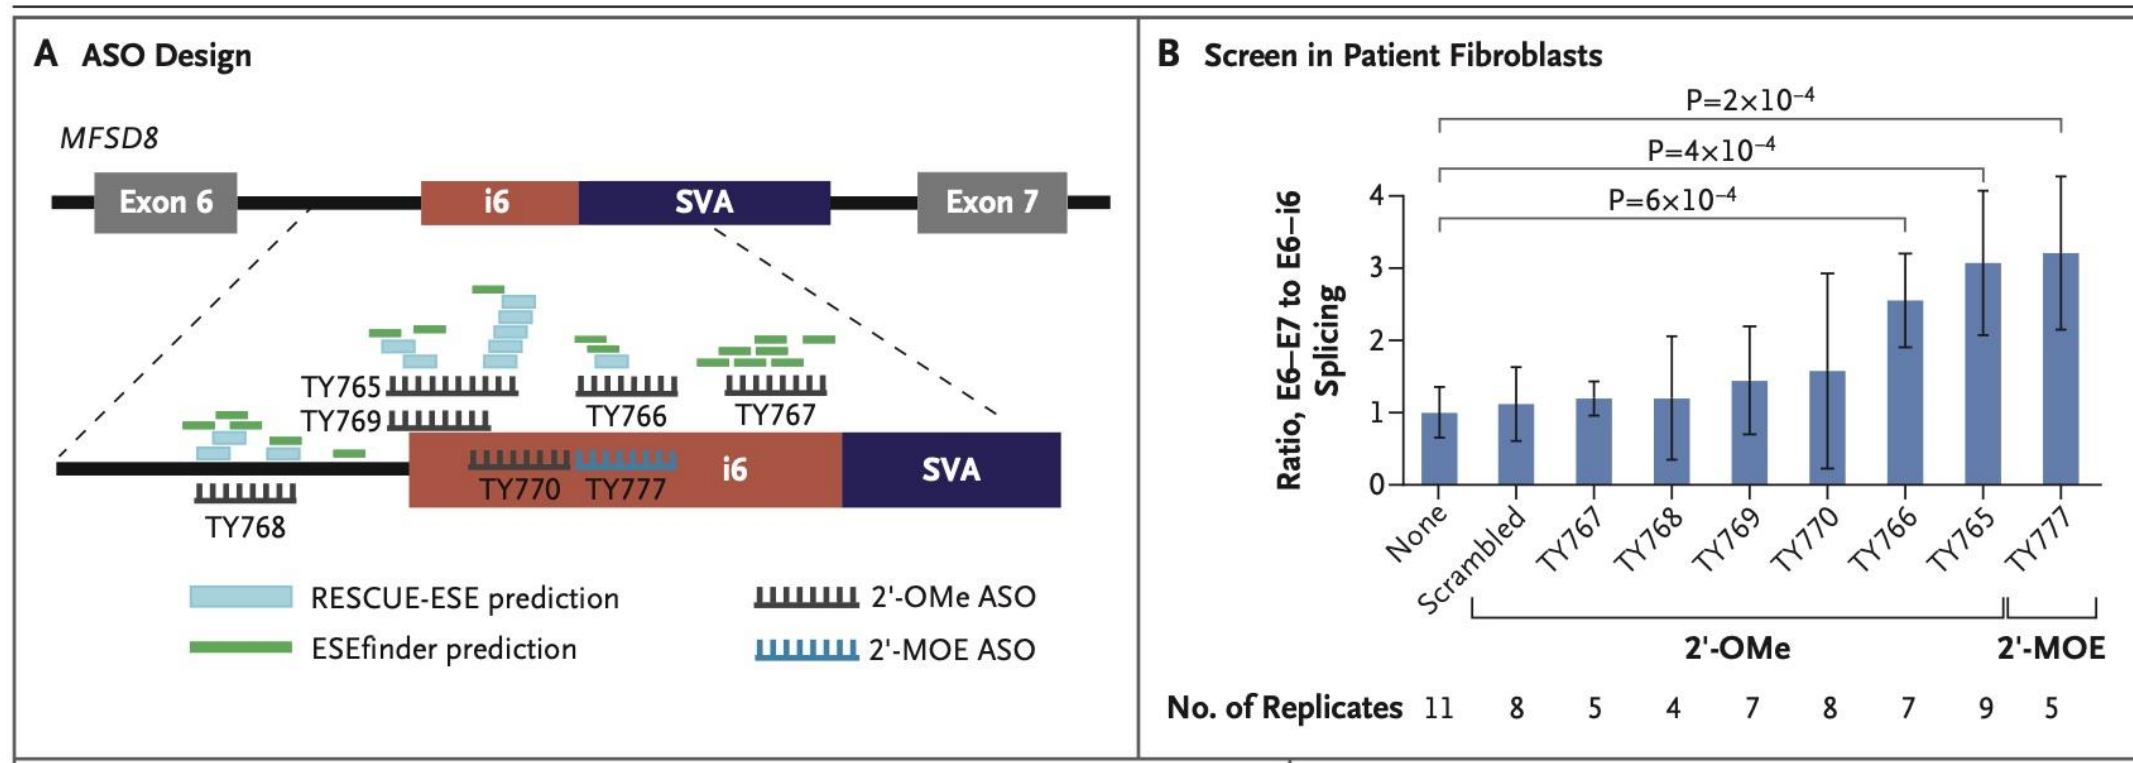 A ASO Design
MFSD8
Exon 6
i6
SVA
Exon 7
TY765
TY769
TY766
TY767
TY768
TY770
TY777
i6
SVA
RESCUE-ESE prediction
ESEfinder prediction
2'-OMe ASO
2'-MOE ASO
B Screen in Patient Fibroblasts
P=2×10⁻⁴
P=4×10⁻⁴
P=6×10⁻⁴
Ratio, E6–E7 to E6–i6
Splicing
4
3
2
1
0
None
Scrambled
TY767
TY768
TY769
TY770
TY766
TY765
TY777
2'-OMe
2'-MOE
No. of Replicates 11 8 5 4 7 8 7 9 5